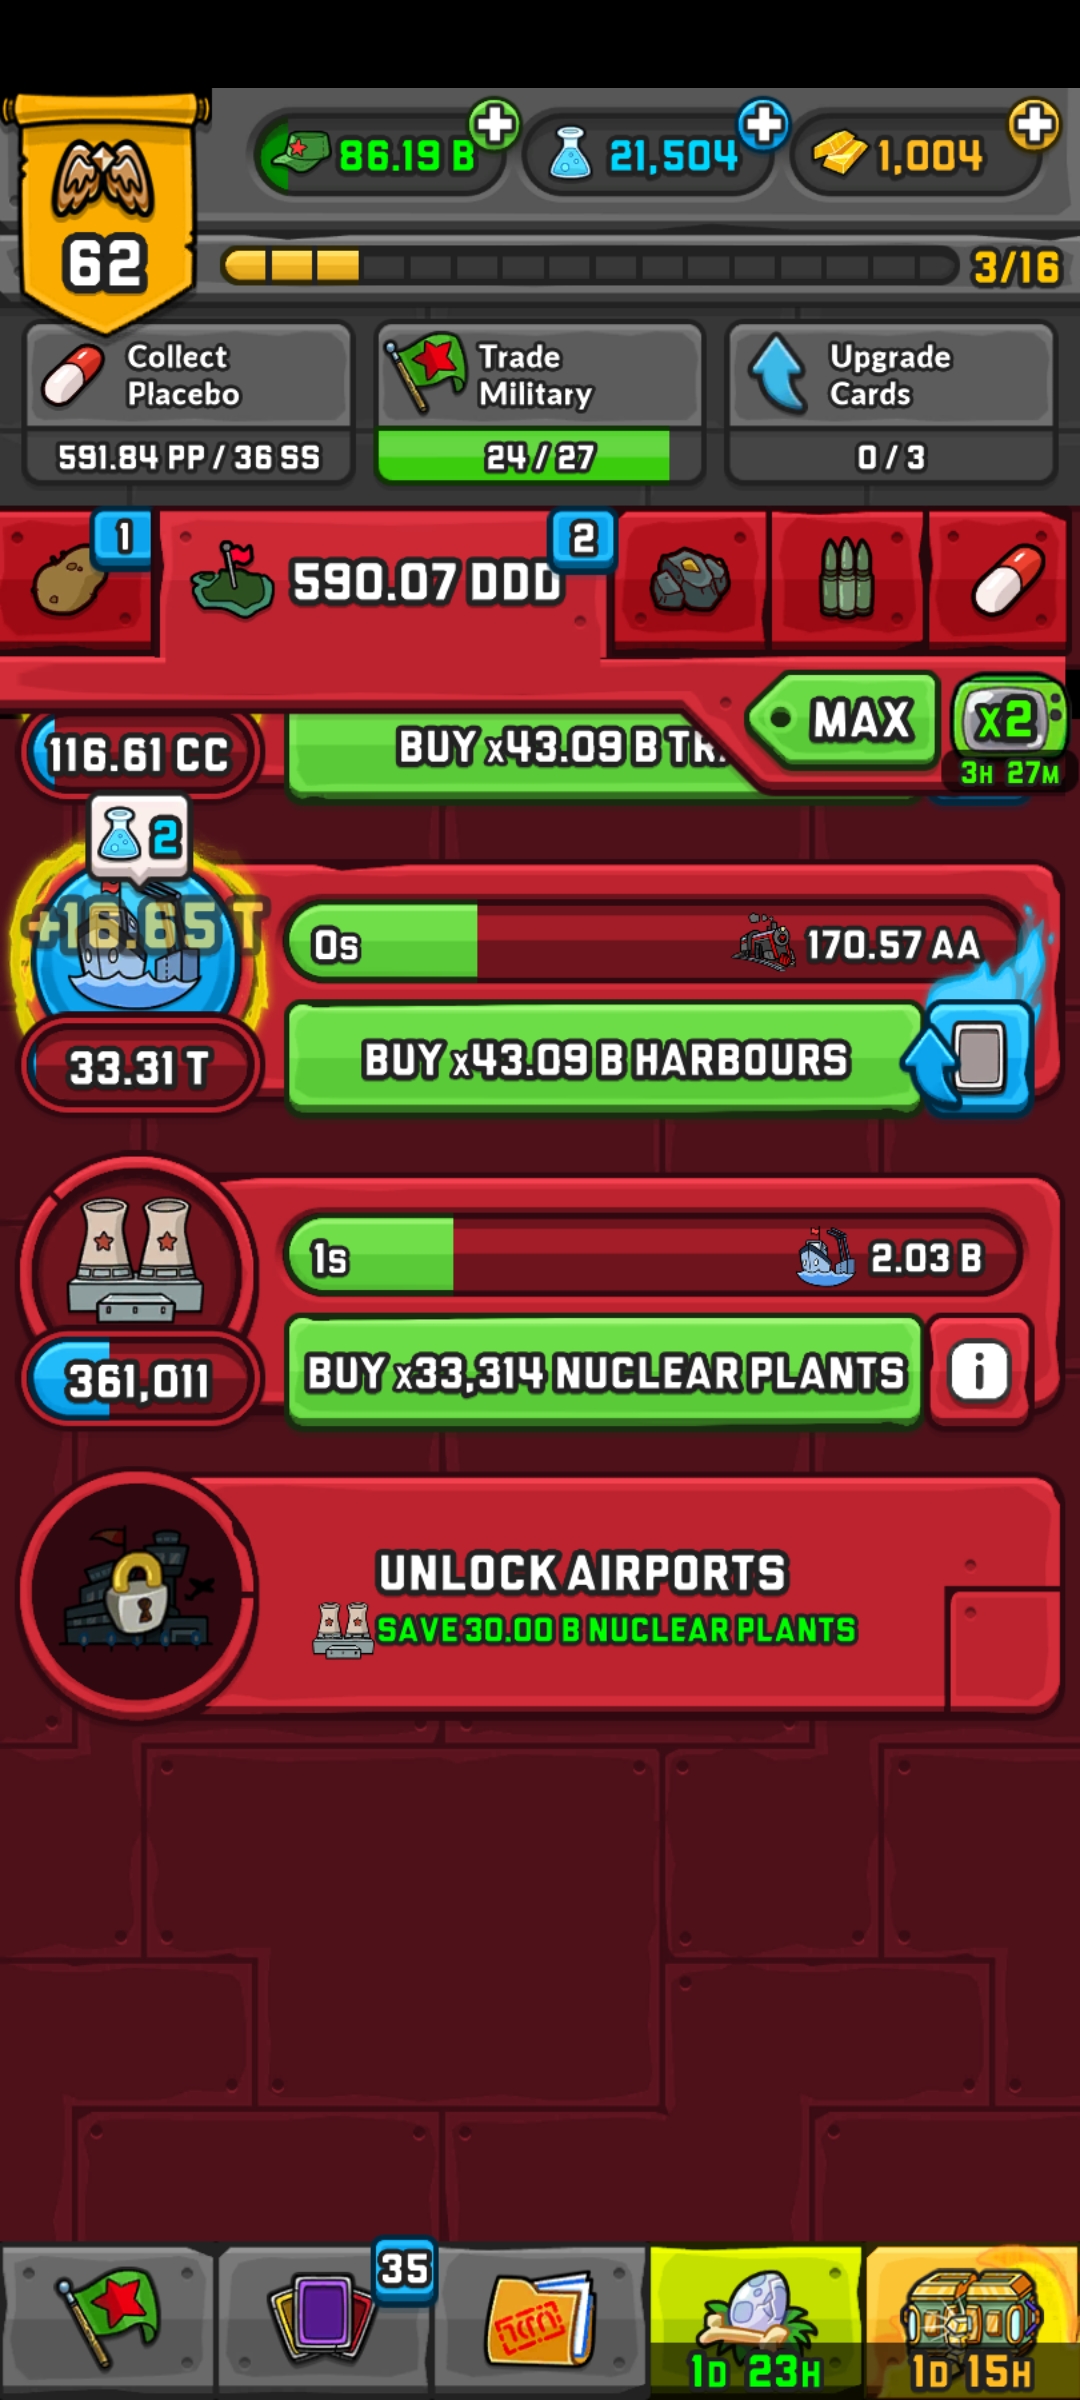 62
86.19 B
21,504
1,004
3/16
Collect
Placebo
591.84 PP / 36 SS
Trade
Military
24 / 27
Upgrade
Cards
0 / 3
1
590.07 DDD
2
MAX
x2
3H 27M
116.61 CC
BUY x43.09 B
2
+16.65 T
0s
170.57 AA
33.31 T
BUY x43.09 B HARBOURS
1s
2.03 B
361,011
BUY x33,314 NUCLEAR PLANTS
i
UNLOCK AIRPORTS
SAVE 30.00 B NUCLEAR PLANTS
35
1D 23H
1D 15H